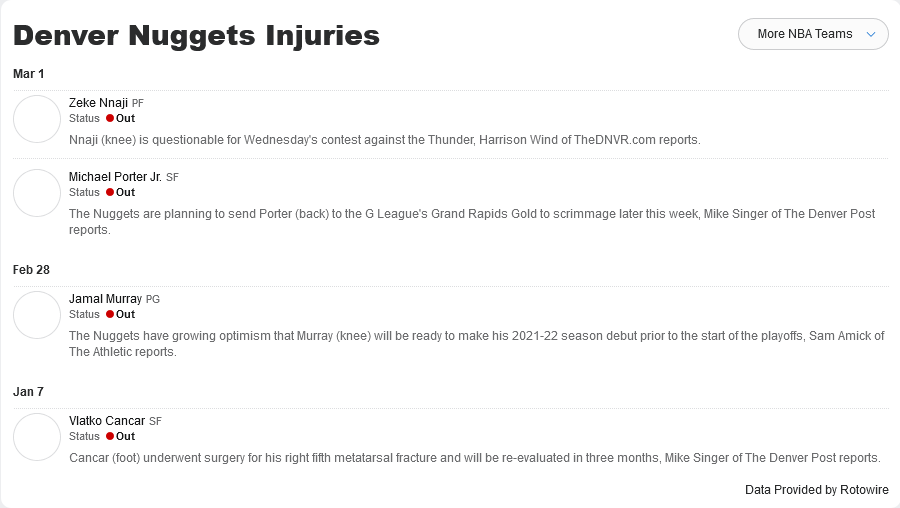 Denver Nuggets Injuries
More NBA Teams
Mar 1
Zeke Nnaji PF
Status Out
Nnaji (knee) is questionable for Wednesday's contest against the Thunder, Harrison Wind of TheDNVR.com reports.
Michael Porter Jr. SF
Status Out
The Nuggets are planning to send Porter (back) to the G League's Grand Rapids Gold to scrimmage later this week, Mike Singer of The Denver Post
reports.
Feb 28
Jamal Murray PG
Status Out
The Nuggets have growing optimism that Murray (knee) will be ready to make his 2021-22 season debut prior to the start of the playoffs, Sam Amick of
The Athletic reports.
Jan 7
Vlatko Cancar SF
Status Out
Cancar (foot) underwent surgery for his right fifth metatarsal fracture and will be re-evaluated in three months, Mike Singer of The Denver Post reports.
Data Provided by Rotowire